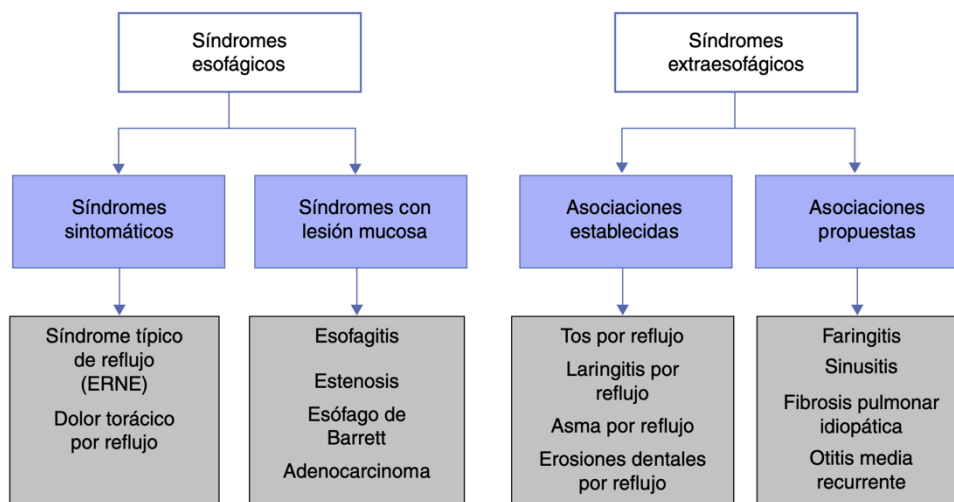 Síndromes
esofágicos
Síndromes
extraesofágicos
Síndromes
sintomáticos
Síndromes con
lesión mucosa
Asociaciones
establecidas
Asociaciones
propuestas
Síndrome típico
de reflujo
(ERNE)
Dolor torácico
por reflujo
Esofagitis
Estenosis
Esófago de
Barrett
Adenocarcinoma
Tos por reflujo
Laringitis por
reflujo
Asma por reflujo
Erosiones dentales
por reflujo
Faringitis
Sinusitis
Fibrosis pulmonar
idiopática
Otitis media
recurrente